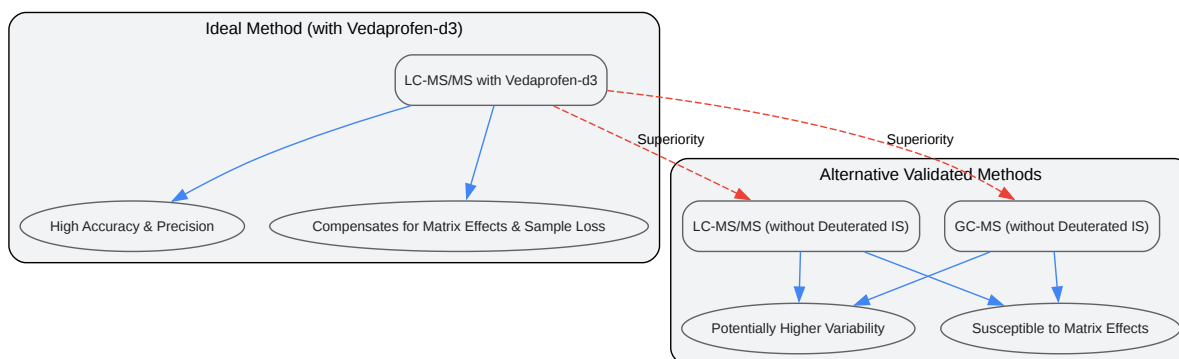 Ideal Method (with Vedaprofen-d3)
LC-MS/MS with Vedaprofen-d3
Superiority
Superiority
High Accuracy & Precision
Compensates for Matrix Effects & Sample Loss
Alternative Validated Methods
LC-MS/MS (without Deuterated IS)
GC-MS (without Deuterated IS)
Potentially Higher Variability
Susceptible to Matrix Effects